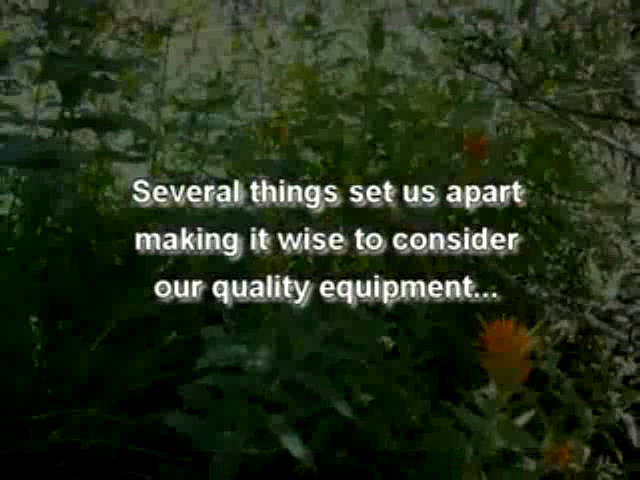 Several things set us apart
making it wise to consider
our quality equipment...